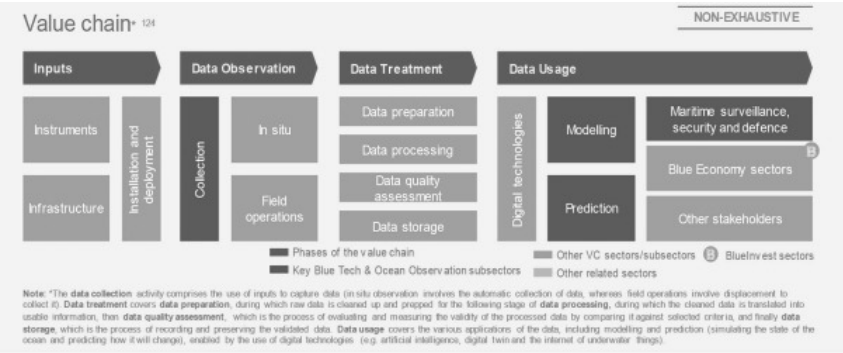 Value chain* 124
NON-EXHAUSTIVE
Inputs
Data Observation
Data Treatment
Data Usage
Instruments
Infrastructure
Installation and
deployment
Collection
In situ
Field
operations
Data preparation
Data processing
Data quality
assessment
Data storage
Digital technologies
Modelling
Prediction
Maritime surveillance,
security and defence
B
Blue Economy sectors
Other stakeholders
Phases of the value chain
Other VC sectors/subsectors
B BlueInvest sectors
Key Blue Tech & Ocean Observation subsectors
Other related sectors
Note: *The data collection activity comprises the use of inputs to capture data (in situ observation involves the automatic collection of data, whereas field operations involve displacement to
collect it). Data treatment covers data preparation, during which raw data is cleaned up and prepped for the following stage of data processing, during which the cleaned data is translated into
usable information, then data quality assessment, which is the process of evaluating and measuring the validity of the processed data by comparing it against selected criteria, and finally data
storage, which is the process of recording and preserving the validated data. Data usage covers the various applications of the data, including modelling and prediction (simulating the state of the
ocean and predicting how it will change), enabled by the use of digital technologies (e.g. artificial intelligence, digital twin and the internet of underwater things).